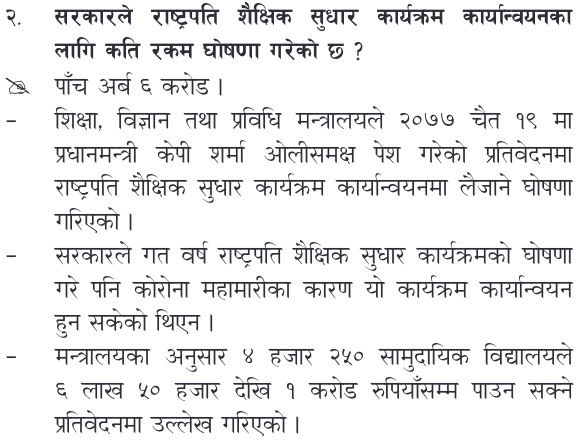 २. सरकारले राष्ट्रपति शैक्षिक सुधार कार्यक्रम कार्यान्वयनका
लागि कति रकम घोषणा गरेको छ ?
पाँच अर्ब ६ करोड ।
– शिक्षा, विज्ञान तथा प्रविधि मन्त्रालयले २०७७ चैत १९ मा
प्रधानमन्त्री केपी शर्मा ओलीसमक्ष पेश गरेको प्रतिवेदनमा
राष्ट्रपति शैक्षिक सुधार कार्यक्रम कार्यान्वयनमा लैजाने घोषणा
गरिएको ।
– सरकारले गत वर्ष राष्ट्रपति शैक्षिक सुधार कार्यक्रमको घोषणा
गरे पनि कोरोना महामारीका कारण यो कार्यक्रम कार्यान्वयन
हुन सकेको थिएन ।
– मन्त्रालयका अनुसार ४ हजार २५० सामुदायिक विद्यालयले
६ लाख ५० हजार देखि १ करोड रुपियाँसम्म पाउन सक्ने
प्रतिवेदनमा उल्लेख गरिएको ।